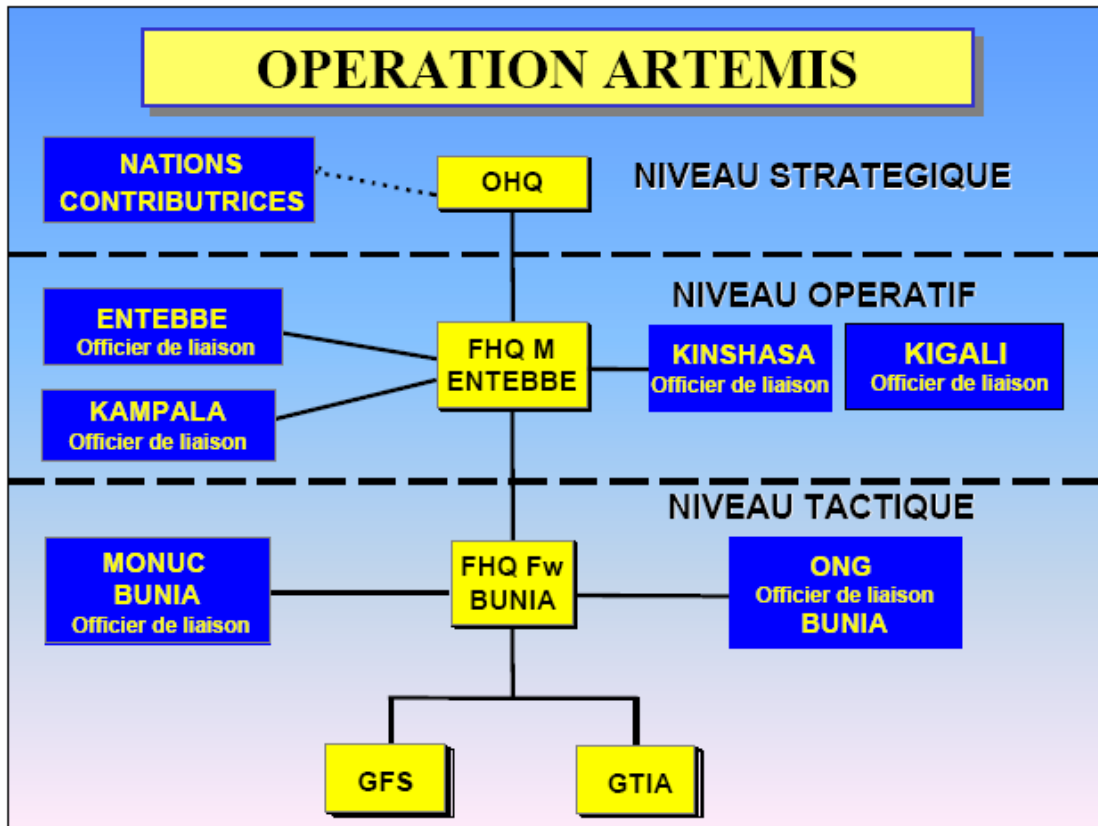 OPERATION ARTEMIS
NATIONS
CONTRIBUTRICES
OHQ
NIVEAU STRATEGIQUE
NIVEAU OPERATIF
ENTEBBE
Officier de liaison
KAMPALA
Officier de liaison
FHQ M
ENTEBBE
KINSHASA
Officier de liaison
KIGALI
Officier de liaison
NIVEAU TACTIQUE
MONUC
BUNIA
Officier de liaison
FHQ Fw
BUNIA
ONG
Officier de liaison
BUNIA
GFS
GTIA